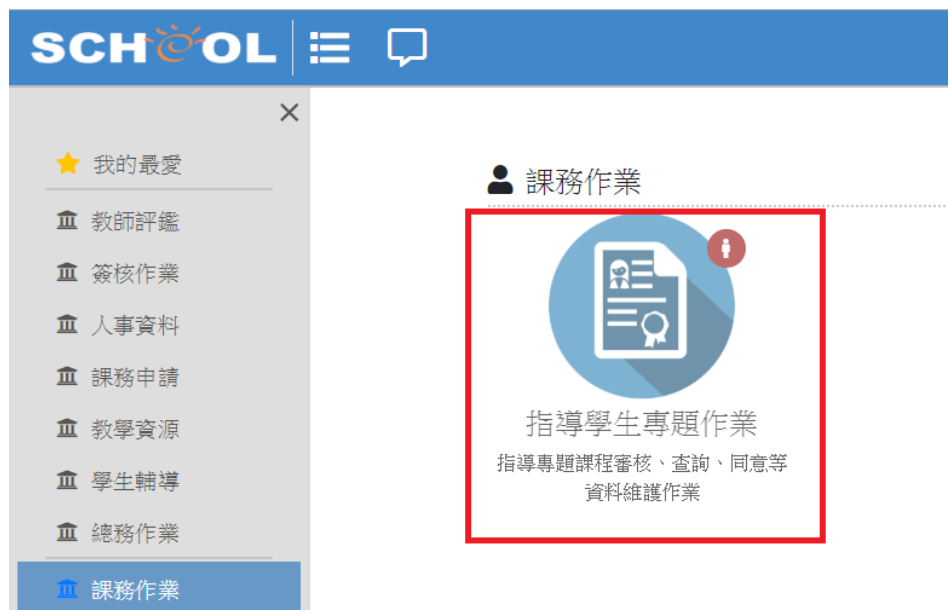 SCHOOL
我的最愛
教師評鑑
簽核作業
人事資料
課務申請
教學資源
學生輔導
總務作業
課務作業
課務作業
指導學生專題作業
指導專題課程審核、查詢、同意等
資料維護作業